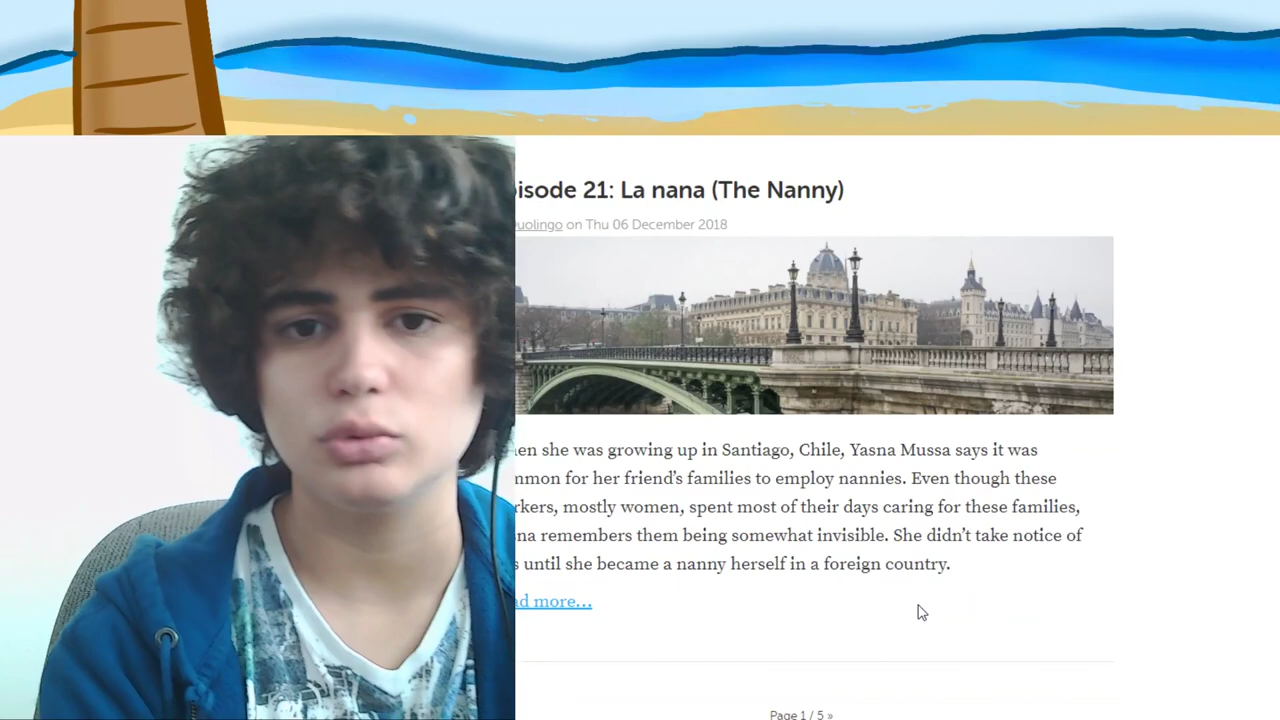 isode 21: La nana (The Nanny)
uolingo on Thu 06 December 2018
en she was growing up in Santiago, Chile, Yasna Mussa says it was
mmon for her friend’s families to employ nannies. Even though these
rkers, mostly women, spent most of their days caring for these families,
na remembers them being somewhat invisible. She didn’t take notice of
s until she became a nanny herself in a foreign country.
d more...
Page 1 / 5 »